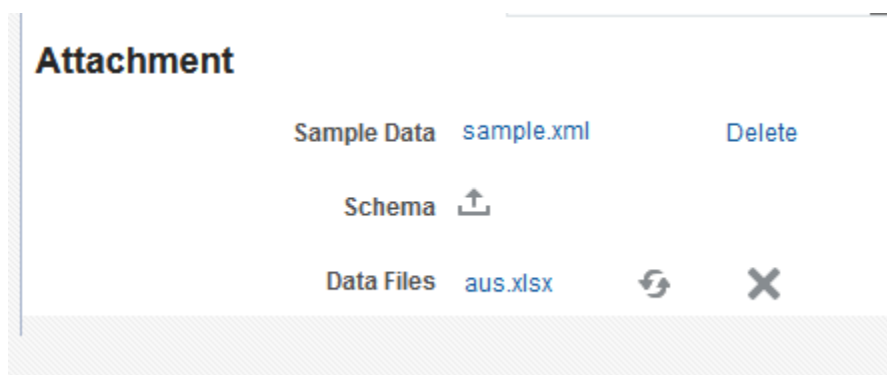 Attachment
Sample Data sample.xml Delete
Schema
Data Files aus.xlsx